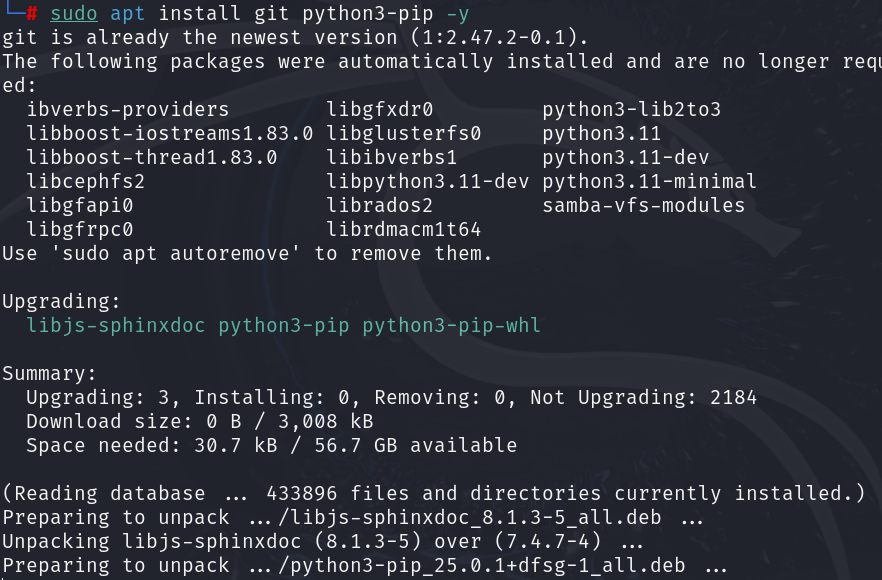 └─# sudo apt install git python3-pip -y
git is already the newest version (1:2.47.2-0.1).
The following packages were automatically installed and are no longer requ
ed:
  ibverbs-providers        libgfxdr0         python3-lib2to3
  libboost-iostreams1.83.0 libglusterfs0     python3.11
  libboost-thread1.83.0    libibverbs1       python3.11-dev
  libcephfs2               libpython3.11-dev python3.11-minimal
  libgfapi0                librados2         samba-vfs-modules
  libgfrpc0                librdmacm1t64
Use 'sudo apt autoremove' to remove them.

Upgrading:
  libjs-sphinxdoc python3-pip python3-pip-whl

Summary:
  Upgrading: 3, Installing: 0, Removing: 0, Not Upgrading: 2184
  Download size: 0 B / 3,008 kB
  Space needed: 30.7 kB / 56.7 GB available

(Reading database ... 433896 files and directories currently installed.)
Preparing to unpack .../libjs-sphinxdoc_8.1.3-5_all.deb ...
Unpacking libjs-sphinxdoc (8.1.3-5) over (7.4.7-4) ...
Preparing to unpack .../python3-pip_25.0.1+dfsg-1_all.deb ...